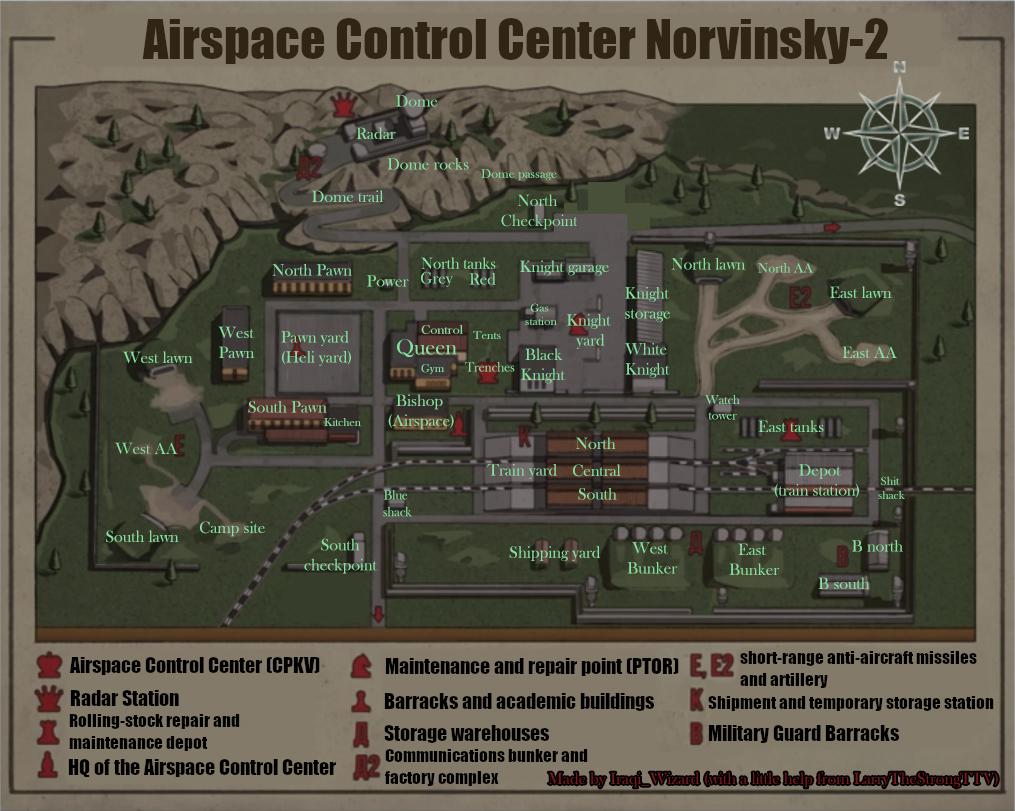 Airspace Control Center Norvinsky-2
N
W E
S
Dome
Radar
Dome rocks
Д2
Dome passage
Dome trail
North
Checkpoint
North Pawn
Power
North tanks
Grey Red
Knight garage
North lawn
North AA
E2
East lawn
Knight
storage
Gas
station
Knight
yard
West
Pawn
Pawn yard
(Heli yard)
Control
Queen
Gym
Tents
Trenches
Black
Knight
White
Knight
East AA
West lawn
South Pawn
Kitchen
Bishop
(Airspace)
Watch
tower
East tanks
West AA
E
K
North
Train yard Central
South
Depot
(train station)
Shit
shack
Blue
shack
South lawn
Camp site
South
checkpoint
Shipping yard
West
Bunker
Д
East
Bunker
B
B north
B south
Airspace Control Center (CPKV)
Radar Station
Rolling-stock repair and
maintenance depot
HQ of the Airspace Control Center
Maintenance and repair point (PTOR)
Barracks and academic buildings
Д Storage warehouses
Д2 Communications bunker and
factory complex
E, E2 short-range anti-aircraft missiles
and artillery
K Shipment and temporary storage station
B Military Guard Barracks
Made by Iraqi_Wizard (with a little help from LarryTheStrongTTV)